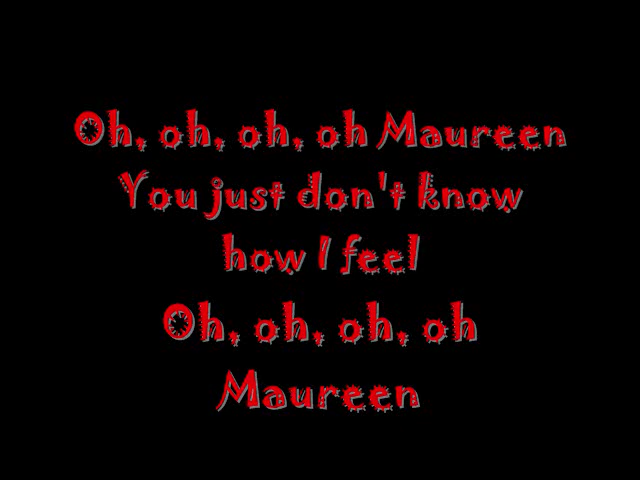 Oh, oh, oh, oh Maureen
You just don't know
how I feel
Oh, oh, oh, oh
Maureen